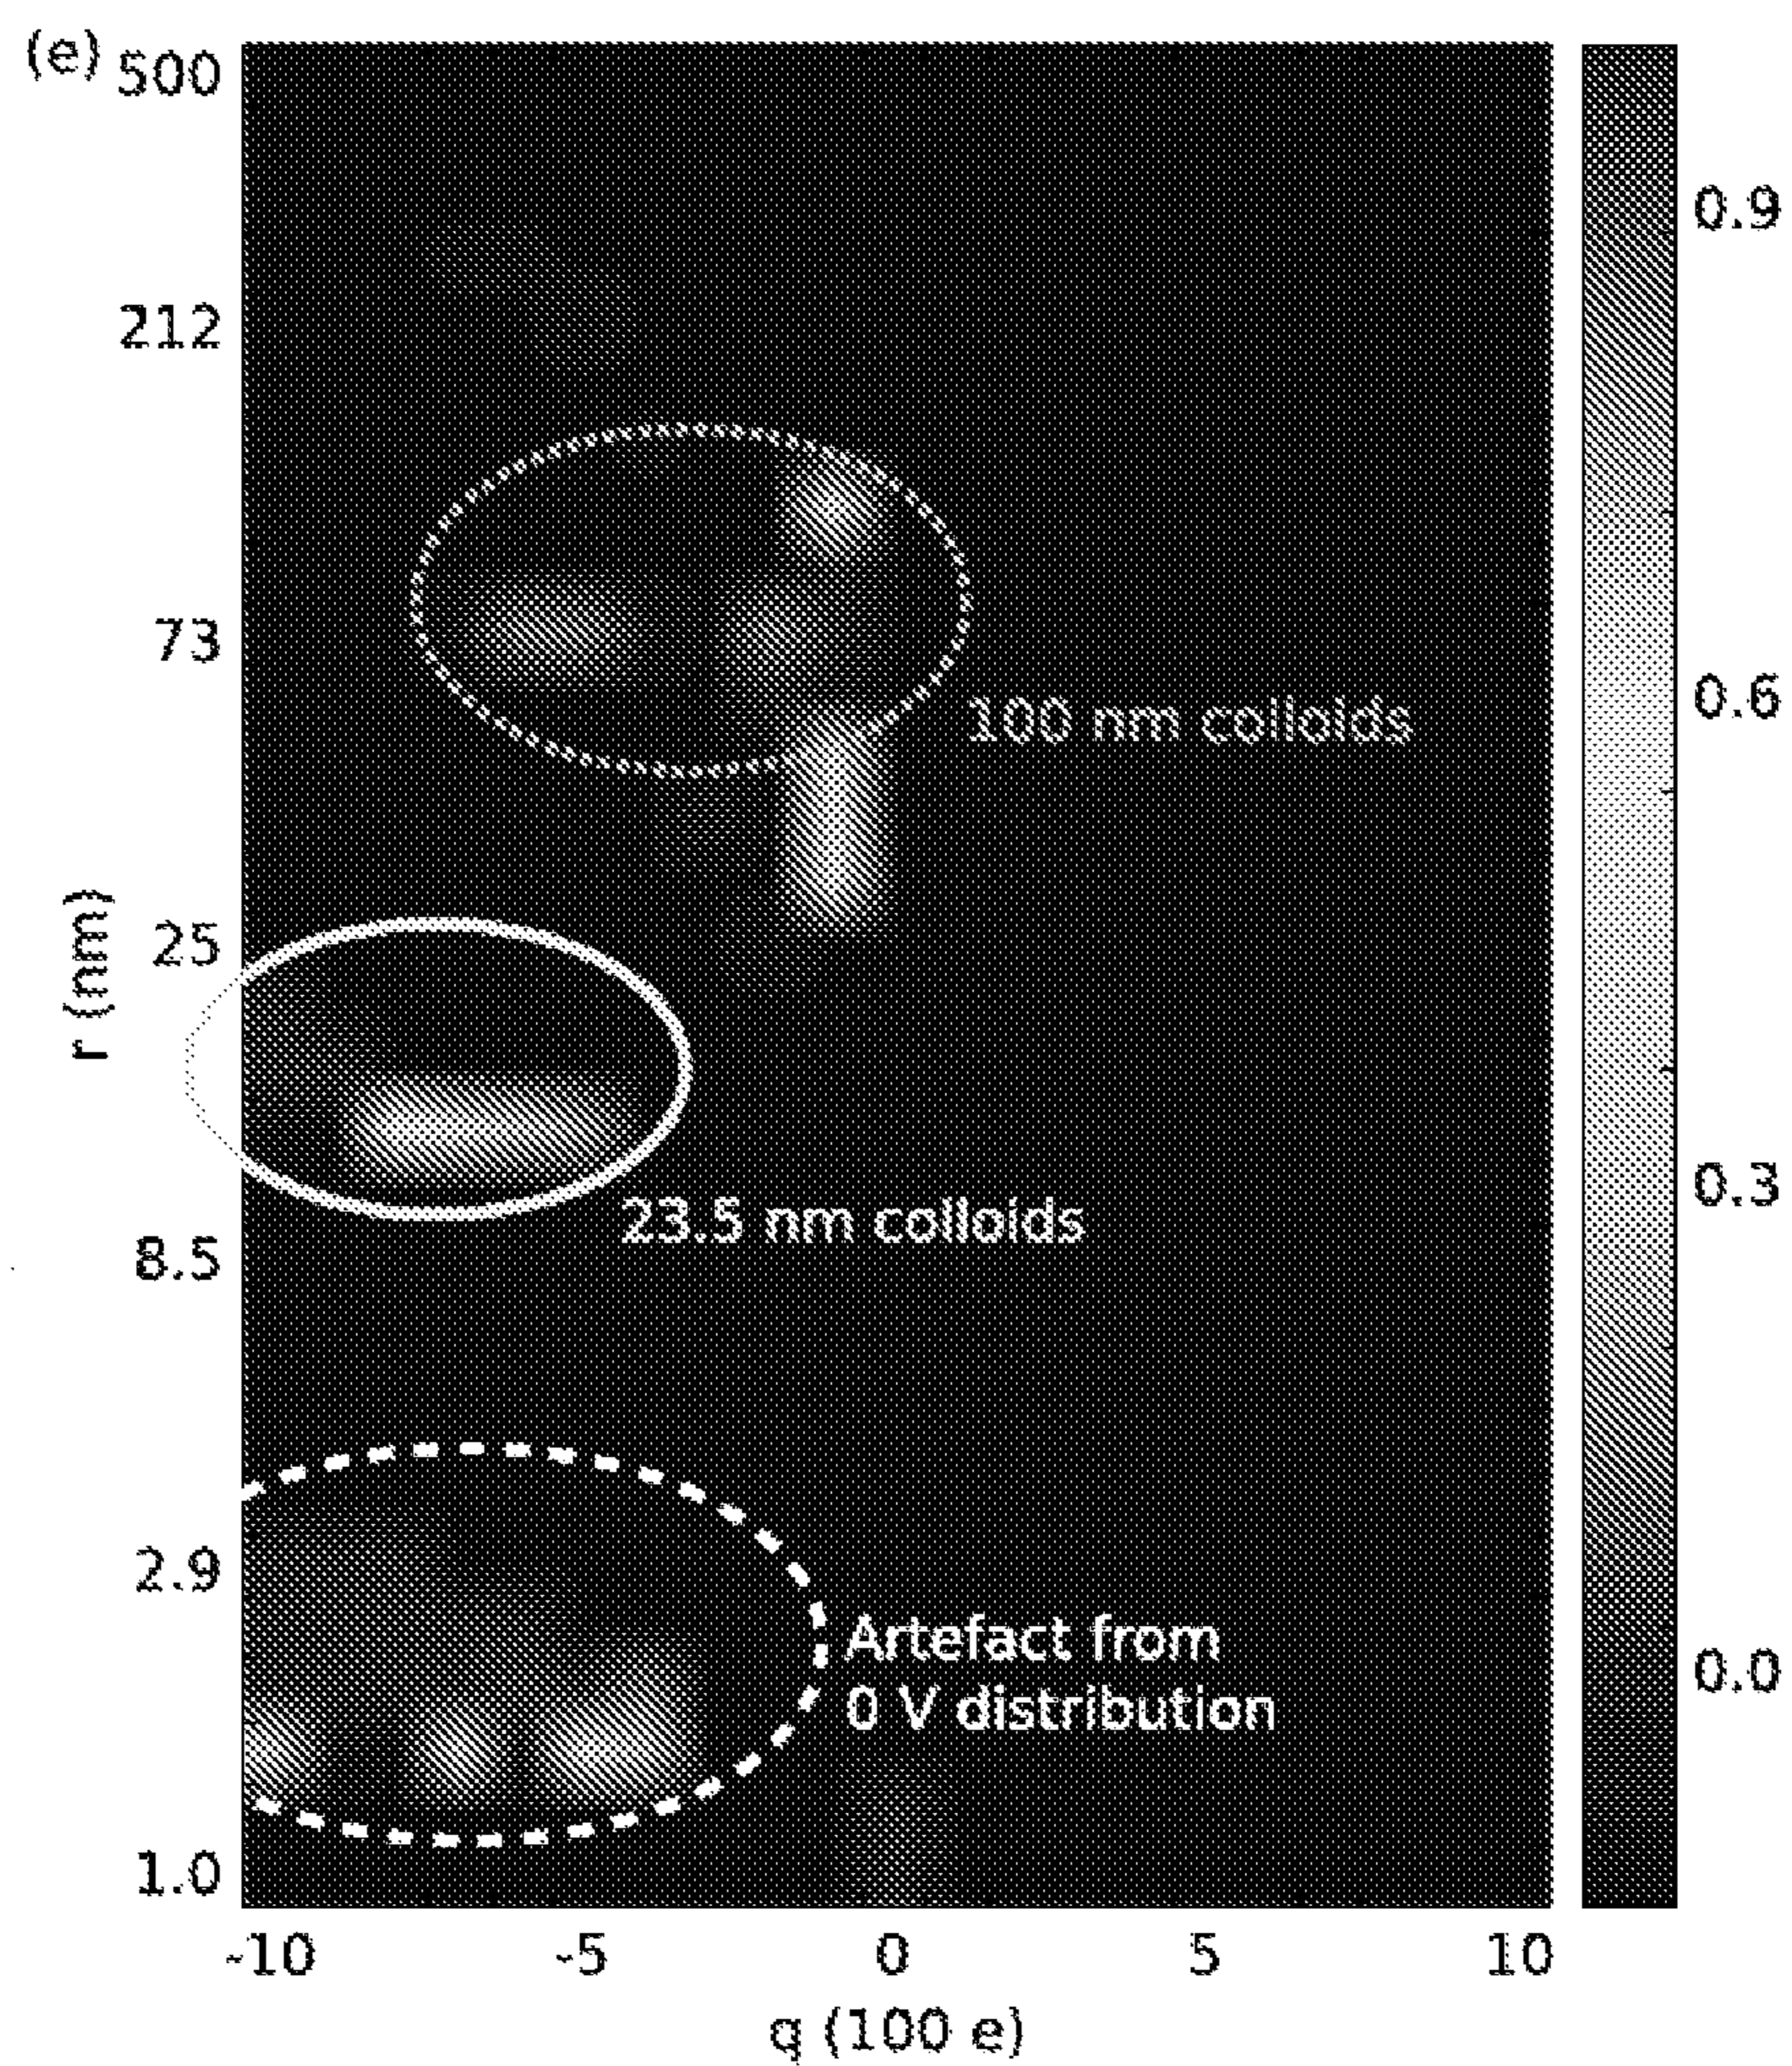 (e)
500
212
73
25
8.5
2.9
1.0
r (nm)
100 nm colloids
23.5 nm colloids
Artefact from
0 V distribution
0.9
0.6
0.3
0.0
-10 -5 0 5 10
q (100 e)